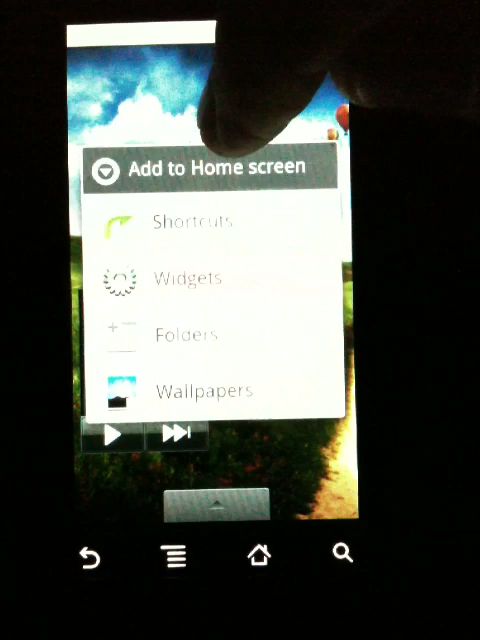 Add to Home screen
Shortcuts
Widgets
Folders
Wallpapers